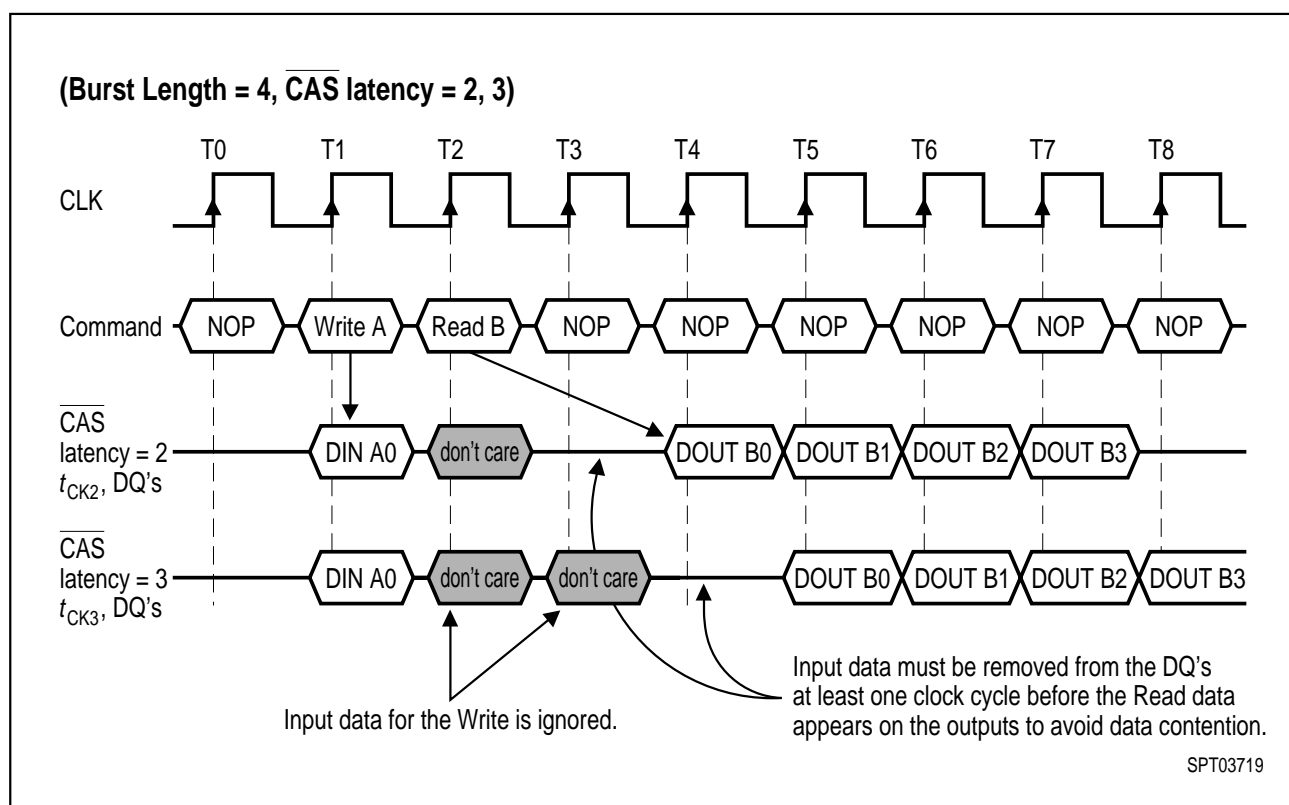 (Burst Length = 4, CAS latency = 2, 3)
T0 T1 T2 T3 T4 T5 T6 T7 T8
CLK
Command NOP Write A Read B NOP NOP NOP NOP NOP NOP
CAS
latency = 2
tCK2, DQ's
DIN A0 don't care DOUT B0 DOUT B1 DOUT B2 DOUT B3
CAS
latency = 3
tCK3, DQ's
DIN A0 don't care don't care DOUT B0 DOUT B1 DOUT B2 DOUT B3
Input data for the Write is ignored.
Input data must be removed from the DQ's
at least one clock cycle before the Read data
appears on the outputs to avoid data contention.
SPT03719